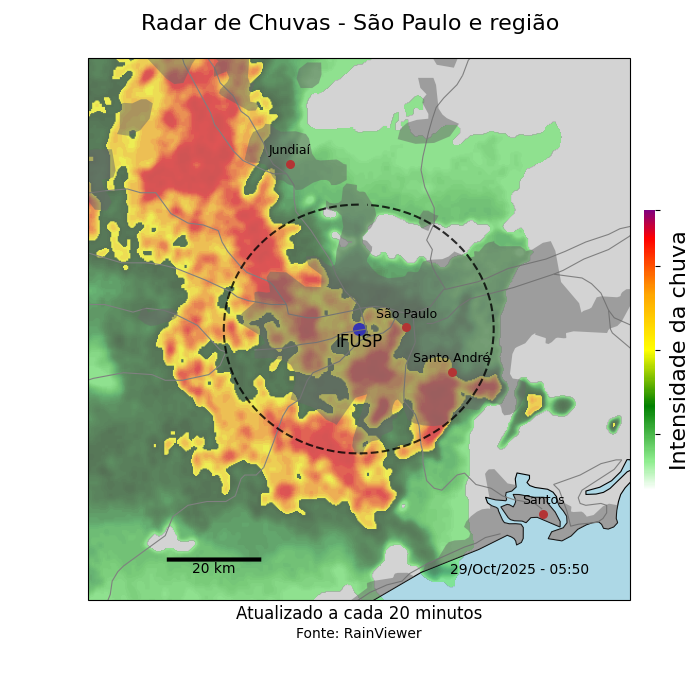 Radar de Chuvas - São Paulo e região
Jundiaí
São Paulo
IFUSP
Santo André
Intensidade da chuva
Santos
20 km
29/Oct/2025 - 05:50
Atualizado a cada 20 minutos
Fonte: RainViewer